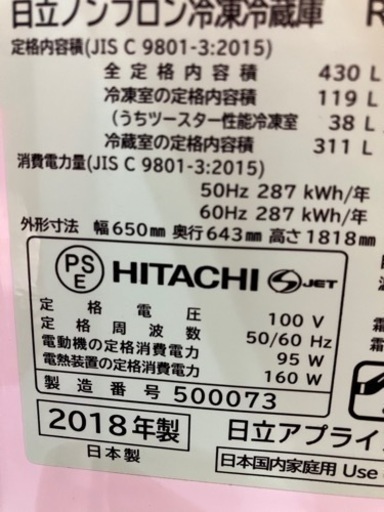 日立ノンフロン冷凍冷蔵庫 R
定格内容積(JIS C 9801-3:2015)
全定格内容積 430 L
冷凍室の定格内容積 119 L
(うちツースター性能冷凍室 38 L
冷蔵室の定格内容積 311 L
消費電力量(JIS C 9801-3:2015)
50Hz 287 kWh/年
60Hz 287 kWh/年
外形寸法 幅650mm 奥行643mm 高さ1818mm
PSE HITACHI S JET
定格電圧 100 V
定格周波数 50/60 Hz
電動機の定格消費電力 95 W
電熱装置の定格消費電力 160 W
製造番号 500073
2018年製
日本製
日立アプライ
日本国内家庭用 Use